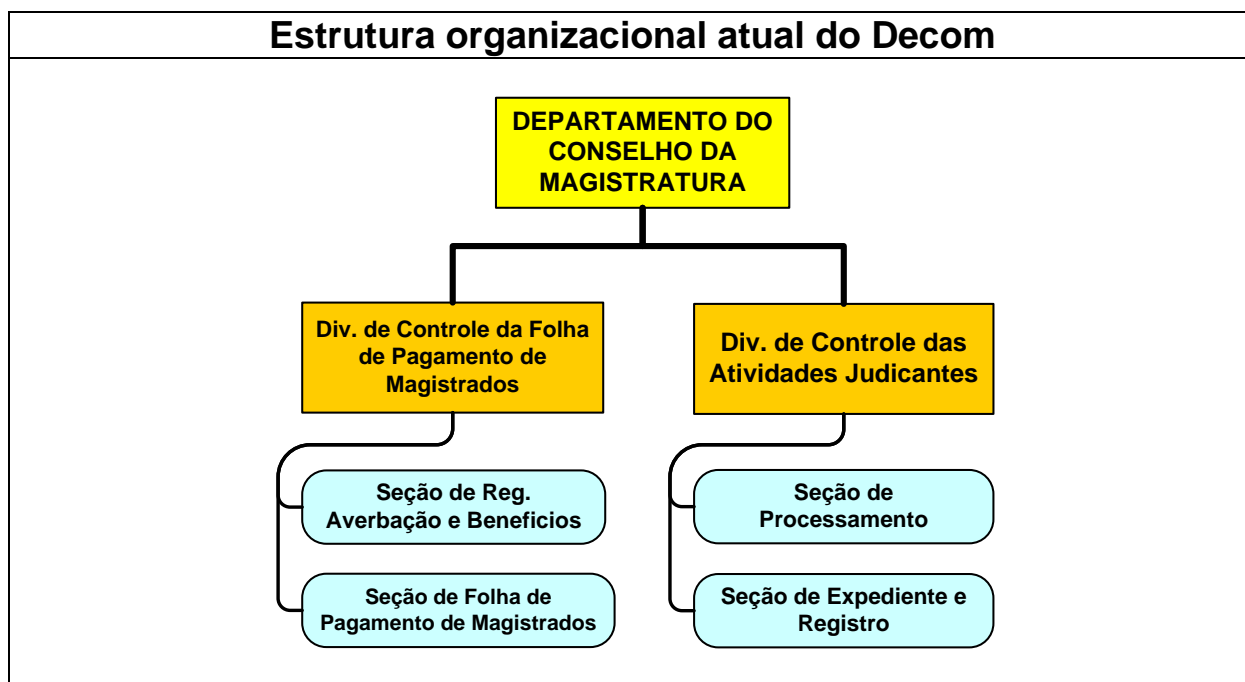 Estrutura organizacional atual do Decom
DEPARTAMENTO DO
CONSELHO DA
MAGISTRATURA
Div. de Controle da Folha
de Pagamento de
Magistrados
Div. de Controle das
Atividades Judicantes
Seção de Reg.
Averbação e Beneficios
Seção de
Processamento
Seção de Folha de
Pagamento de Magistrados
Seção de Expediente e
Registro